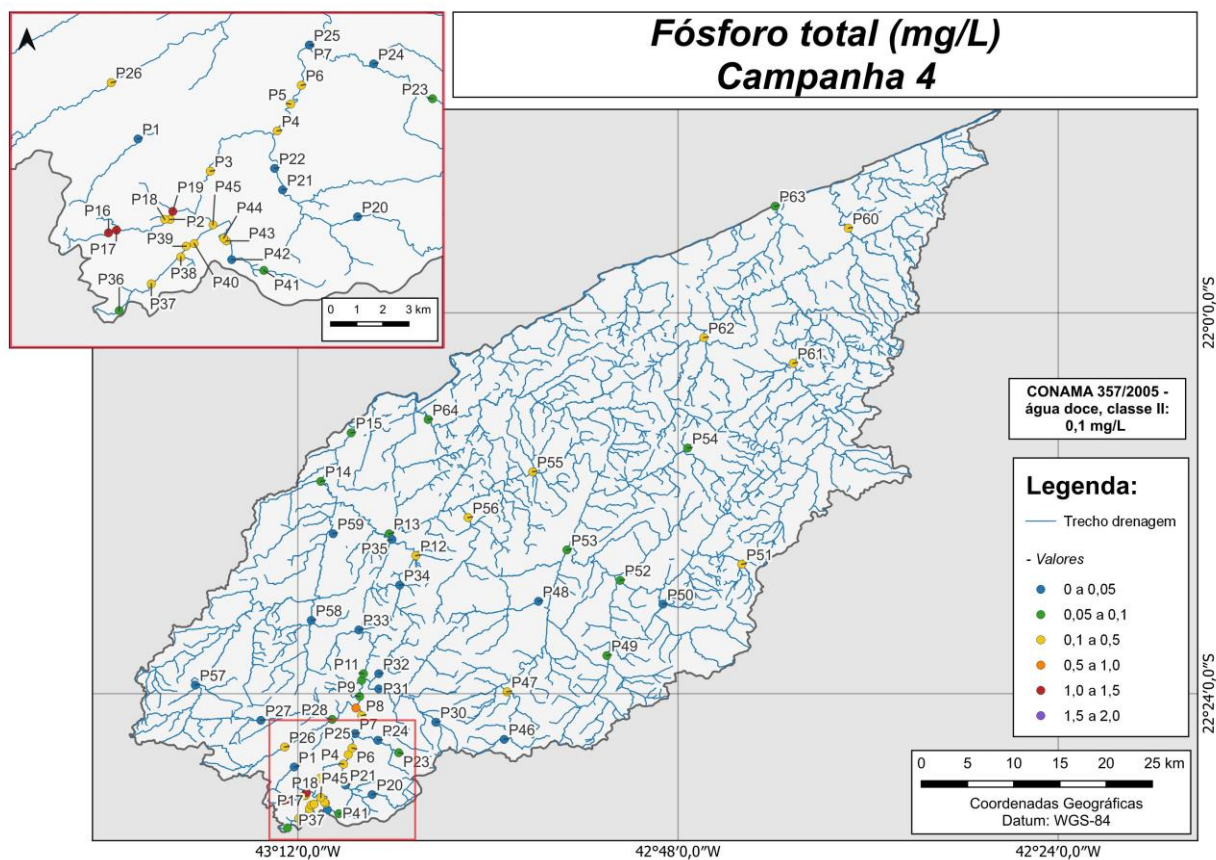 Fósforo total (mg/L)
Campanha 4
P25
P7
P24
P26
P6
P23
P5
P1
P4
P3
P22
P19
P45
P21
P18
P16
P2
P44
P20
P17
P39
P43
P42
P38
P40
P41
P36
P37
0 1 2 3 km
P63
P60
22°0'0,0"S
P62
P61
CONAMA 357/2005 -
água doce, classe II:
0,1 mg/L
P64
P15
P54
P55
P14
P56
P59
P13
P35
P12
P53
P51
P34
P52
P48
P50
P58
P33
P49
P11
P32
P57
P9
P31
P47
22°24'0,0"S
P8
P27
P28
P7
P30
P25
P24
P46
P26
P4
P6
P23
P1
P21
P18
P45
P20
P17
P41
P37
Legenda:
Trecho drenagem
- Valores
0 a 0,05
0,05 a 0,1
0,1 a 0,5
0,5 a 1,0
1,0 a 1,5
1,5 a 2,0
0 5 10 15 20 25 km
Coordenadas Geográficas
Datum: WGS-84
43°12'0,0"W
42°48'0,0"W
42°24'0,0"W